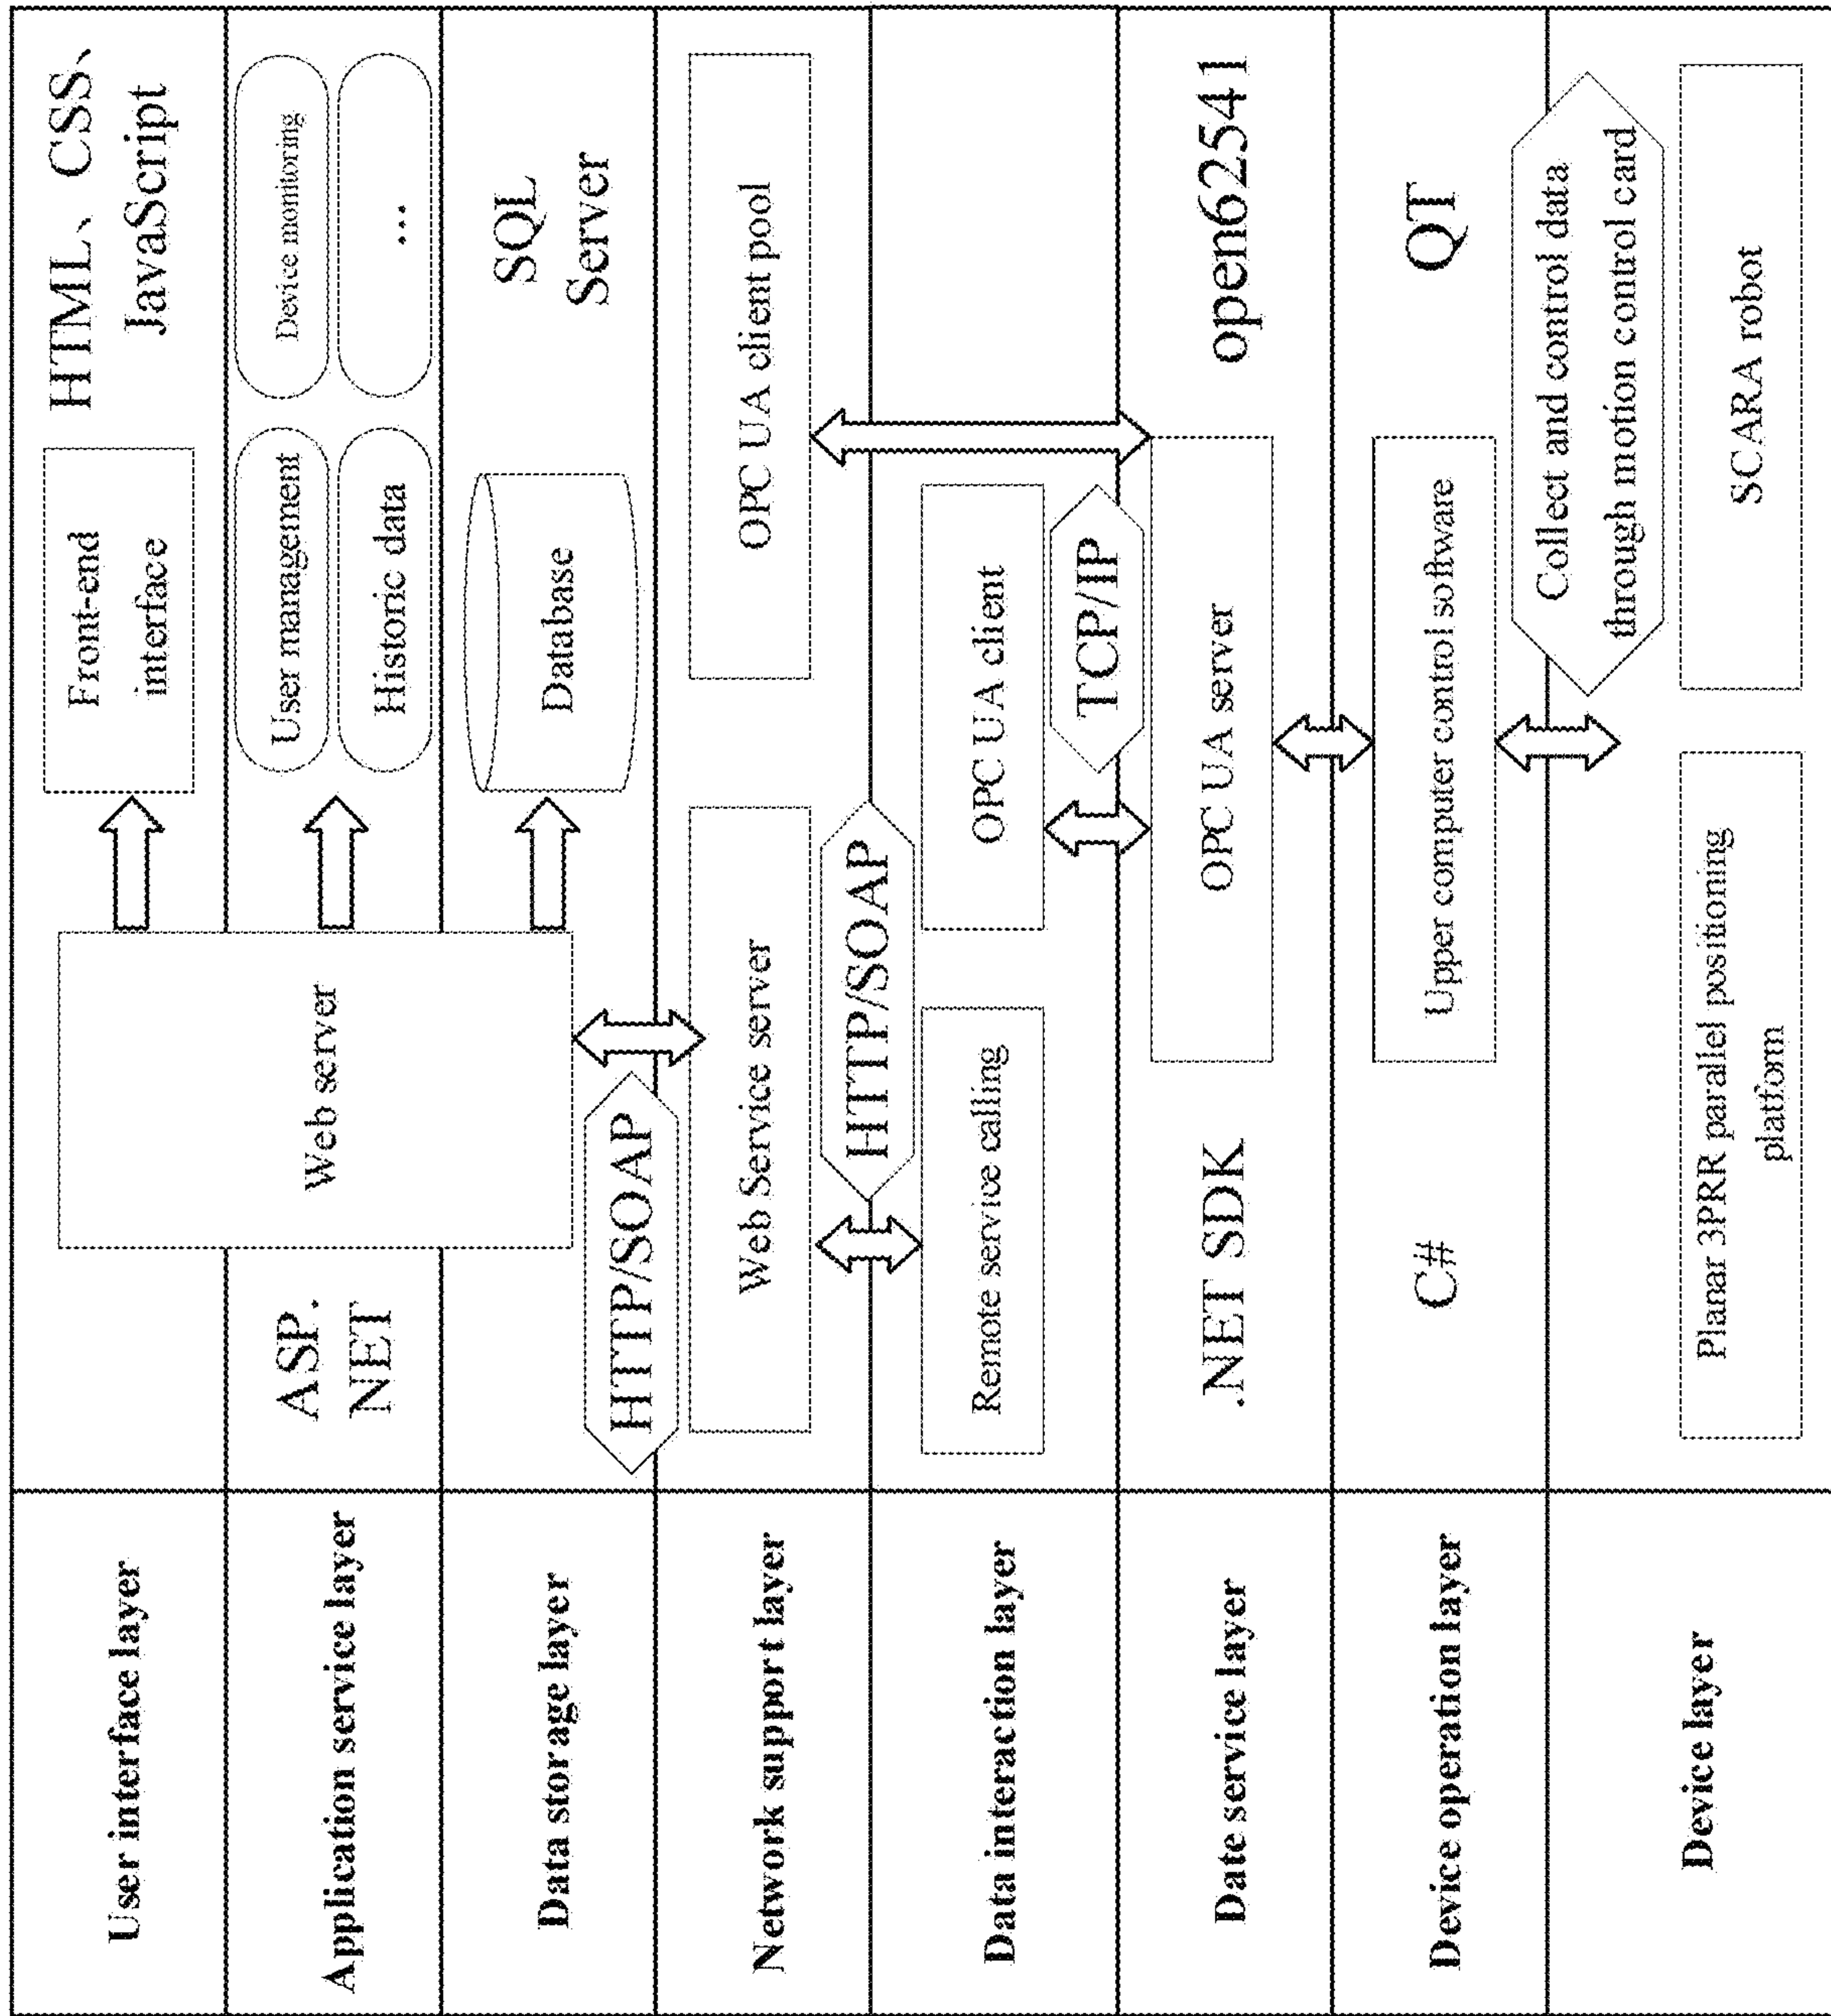 User interface layer
Web server
Front-end
interface
HTML、CSS、
JavaScript
Application service layer
ASP.
NET
User management
Device monitoring
Historic data
...
Data storage layer
Database
SQL
Server
HTTP/SOAP
Network support layer
Web Service server
OPC UA client pool
HTTP/SOAP
Data interaction layer
Remote service calling
OPC UA client
TCP/IP
Date service layer
.NET SDK
OPC UA server
open62541
Device operation layer
C#
Upper computer control software
QT
Collect and control data
through motion control card
Device layer
Planar 3PRR parallel positioning
platform
SCARA robot